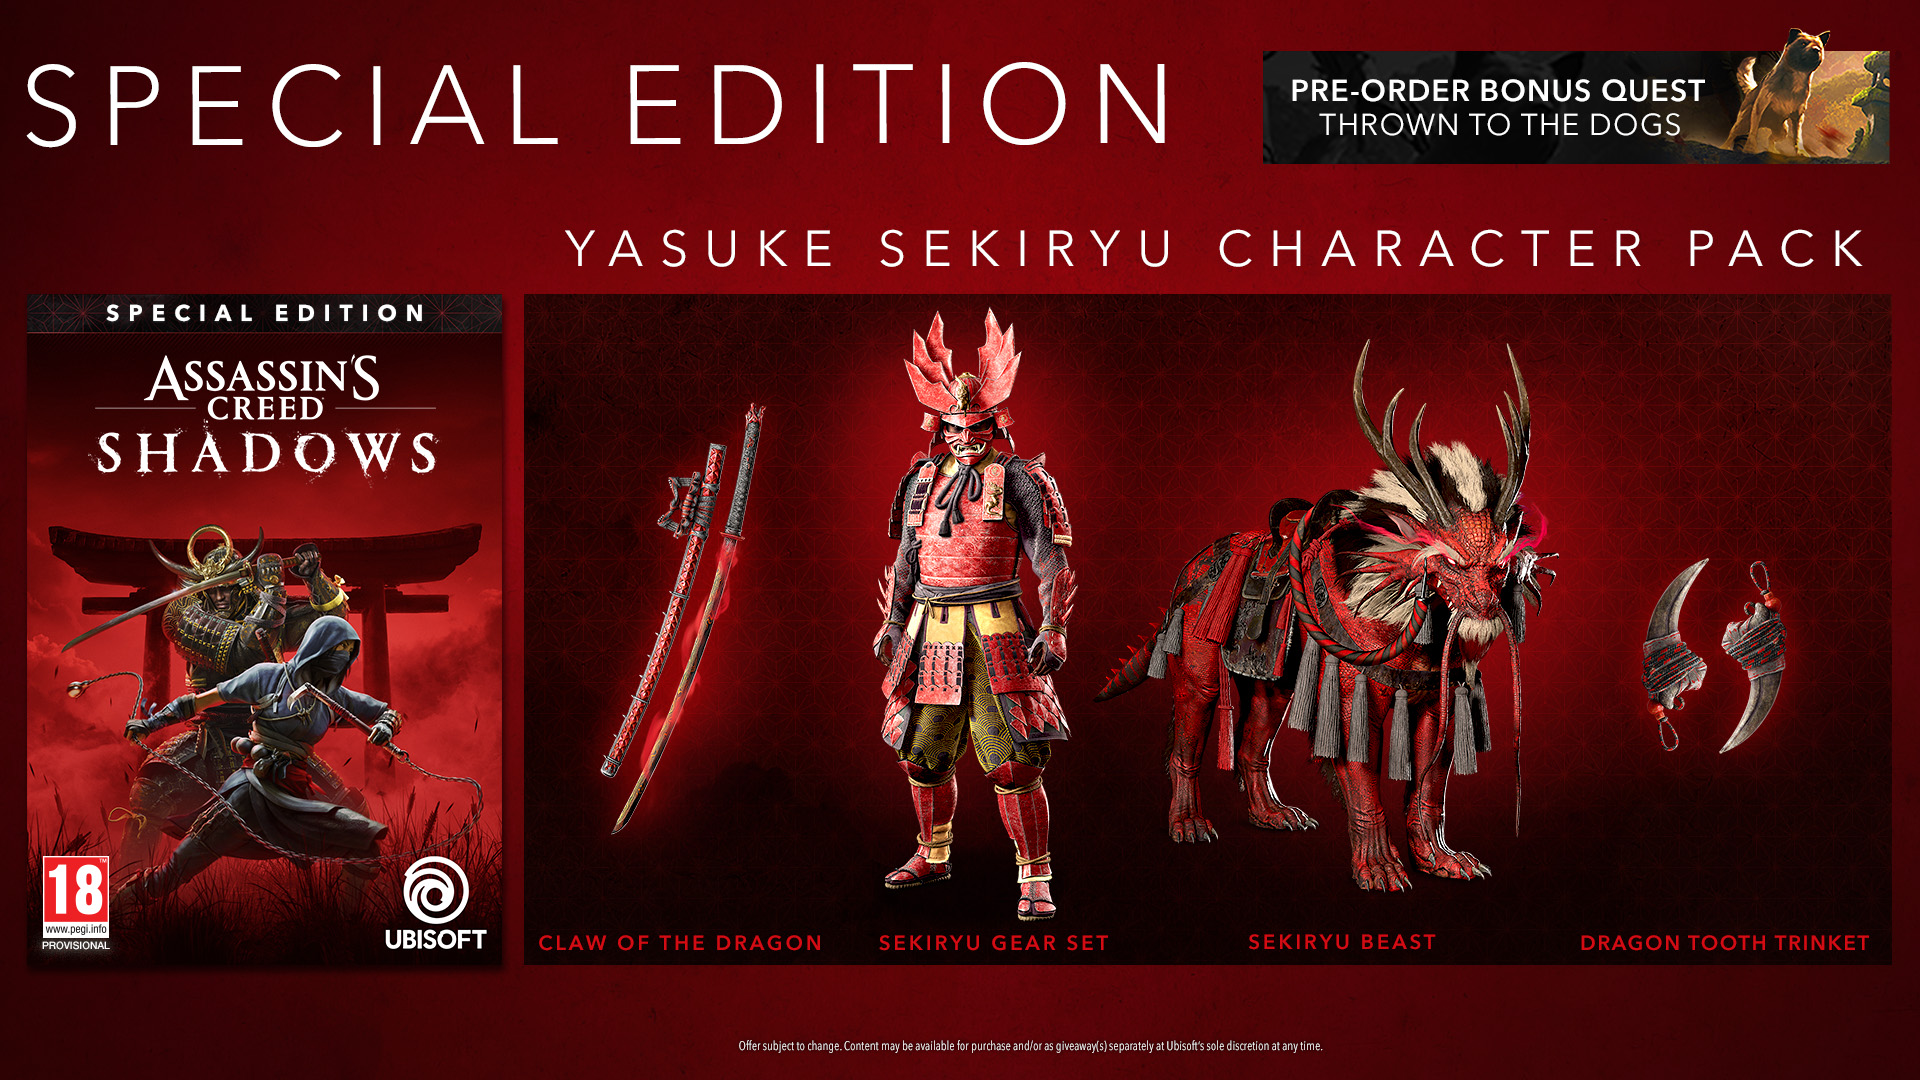 SPECIAL EDITION
PRE-ORDER BONUS QUEST
THROWN TO THE DOGS
YASUKE SEKIRYU CHARACTER PACK
SPECIAL EDITION
ASSASSIN'S
CREED
SHADOWS
18
www.pegi.info
PROVISIONAL
UBISOFT
CLAW OF THE DRAGON
SEKIRYU GEAR SET
SEKIRYU BEAST
DRAGON TOOTH TRINKET
Offer subject to change. Content may be available for purchase and/or as giveaway(s) separately at Ubisoft's sole discretion at any time.